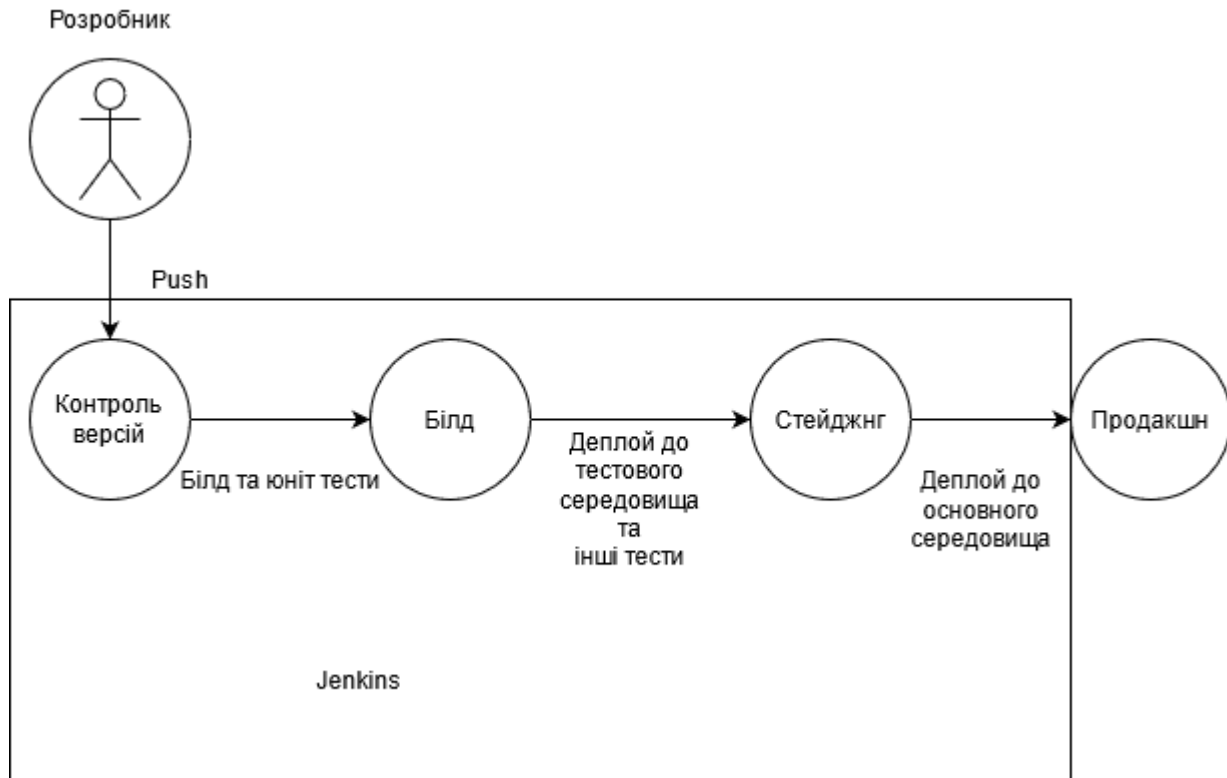 Розробник
Push
Контроль
версій
Білд та юніт тести
Білд
Деплой до
тестового
середовища
та
інші тести
Стейджнг
Деплой до
основного
середовища
Продакшн
Jenkins